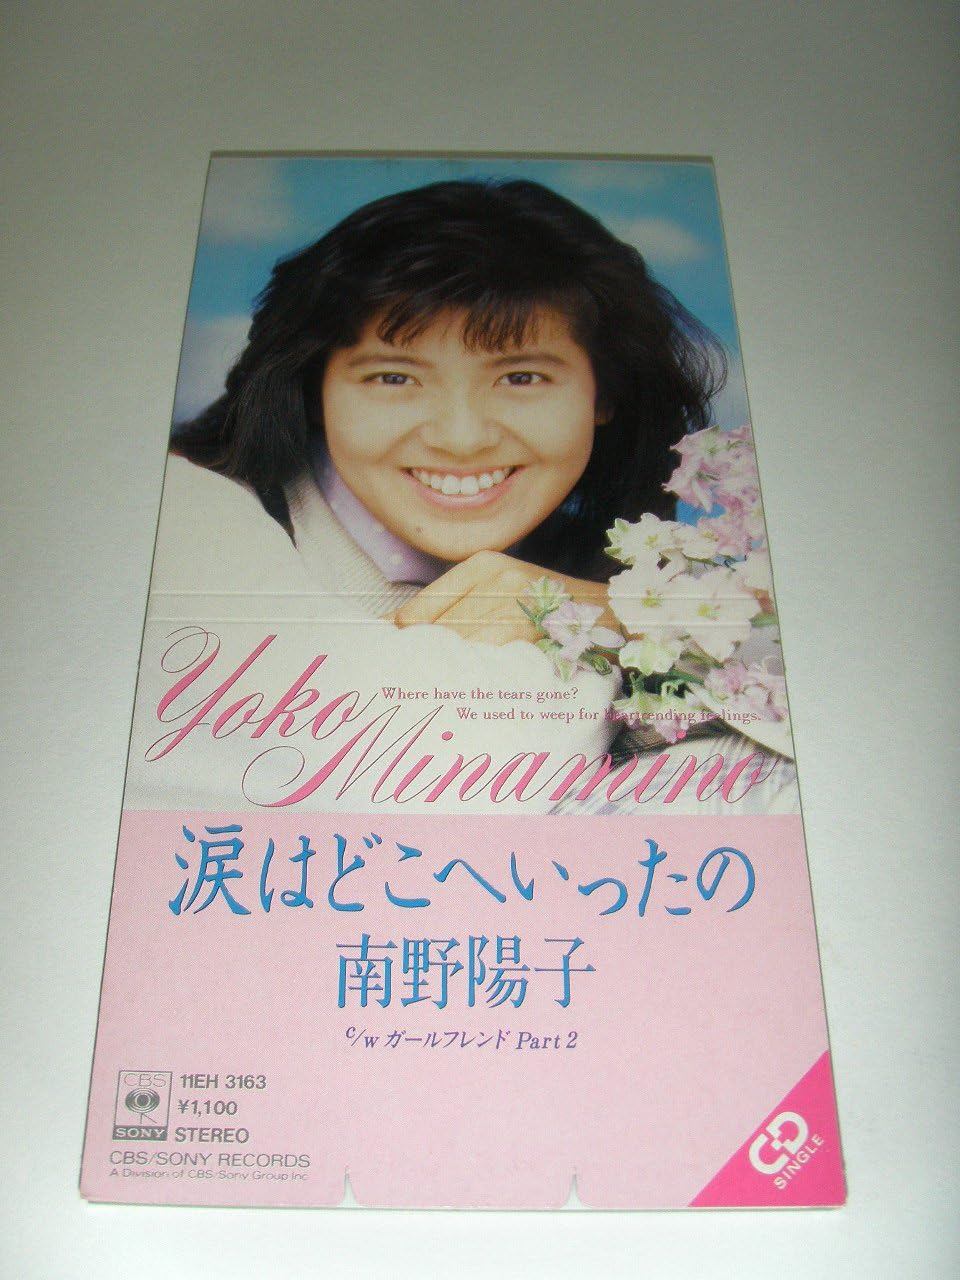 Yoko Minamino
Where have the tears gone?
We used to weep for heartrending feelings.
涙はどこへいったの
南野陽子
c/w ガールフレンド Part 2
CBS
SONY
11EH 3163
¥1,100
STEREO
CBS/SONY RECORDS
A Division of CBS/Sony Group Inc
CD
SINGLE